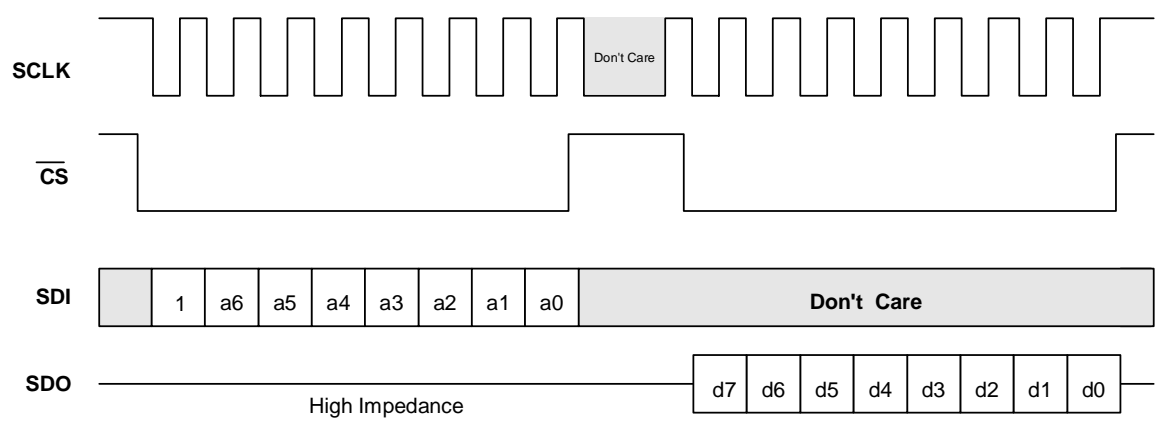 SCLK
Don't Care
CS
SDI
1 a6 a5 a4 a3 a2 a1 a0
Don't Care
SDO
High Impedance
d7 d6 d5 d4 d3 d2 d1 d0